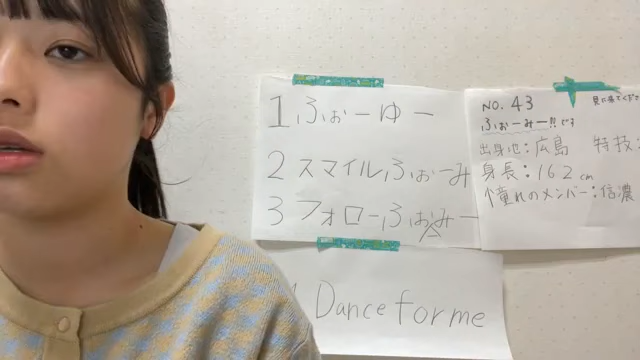 1 ふぉーゆー
2 スマイルふぉーみ
3 フォローふぉみー
Dance for me
NO. 43
ふぉーみー!! です
出身地:広島 特技:
身長:162cm
憧れのメンバー:信濃